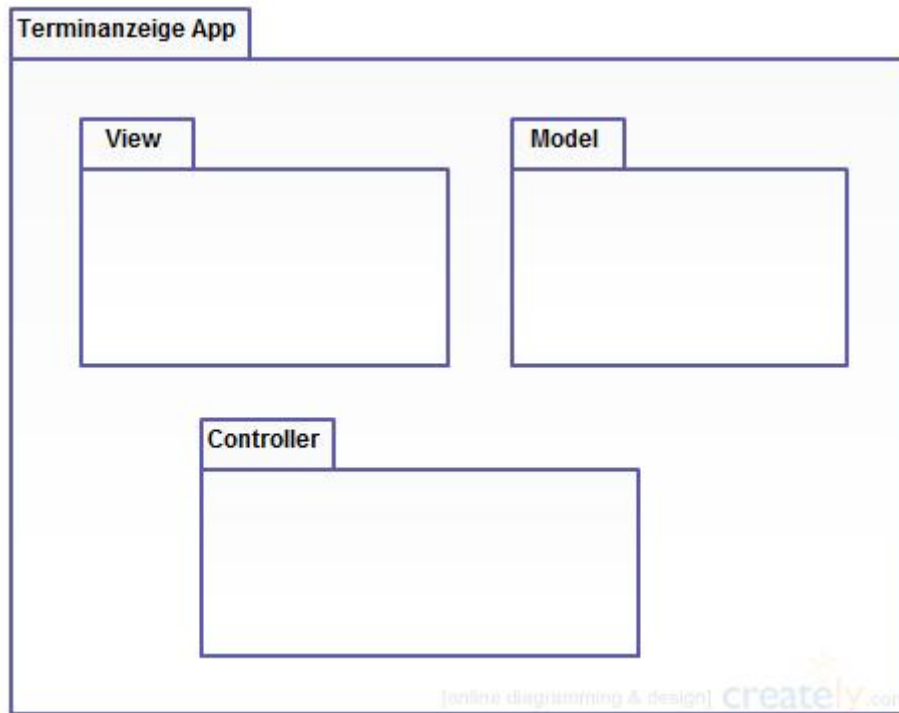 Terminanzeige App
View
Model
Controller
[online diagramming & design] creately.com